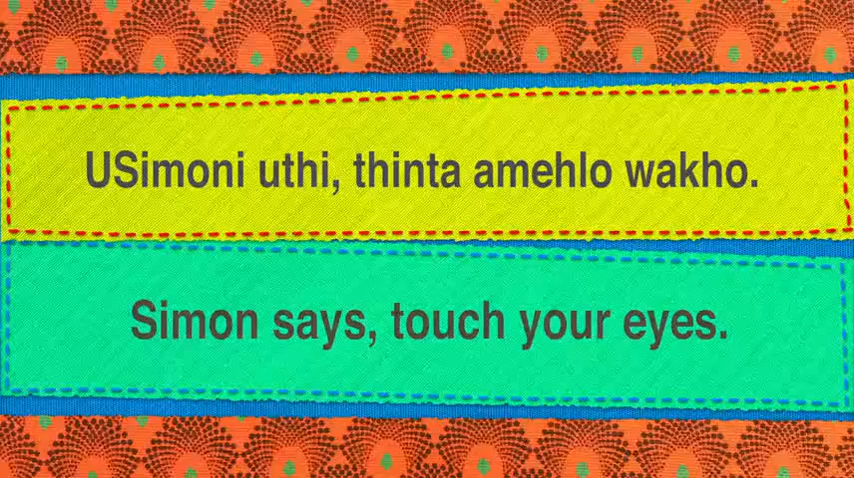 USimoni uthi, thinta amehlo wakho.
Simon says, touch your eyes.